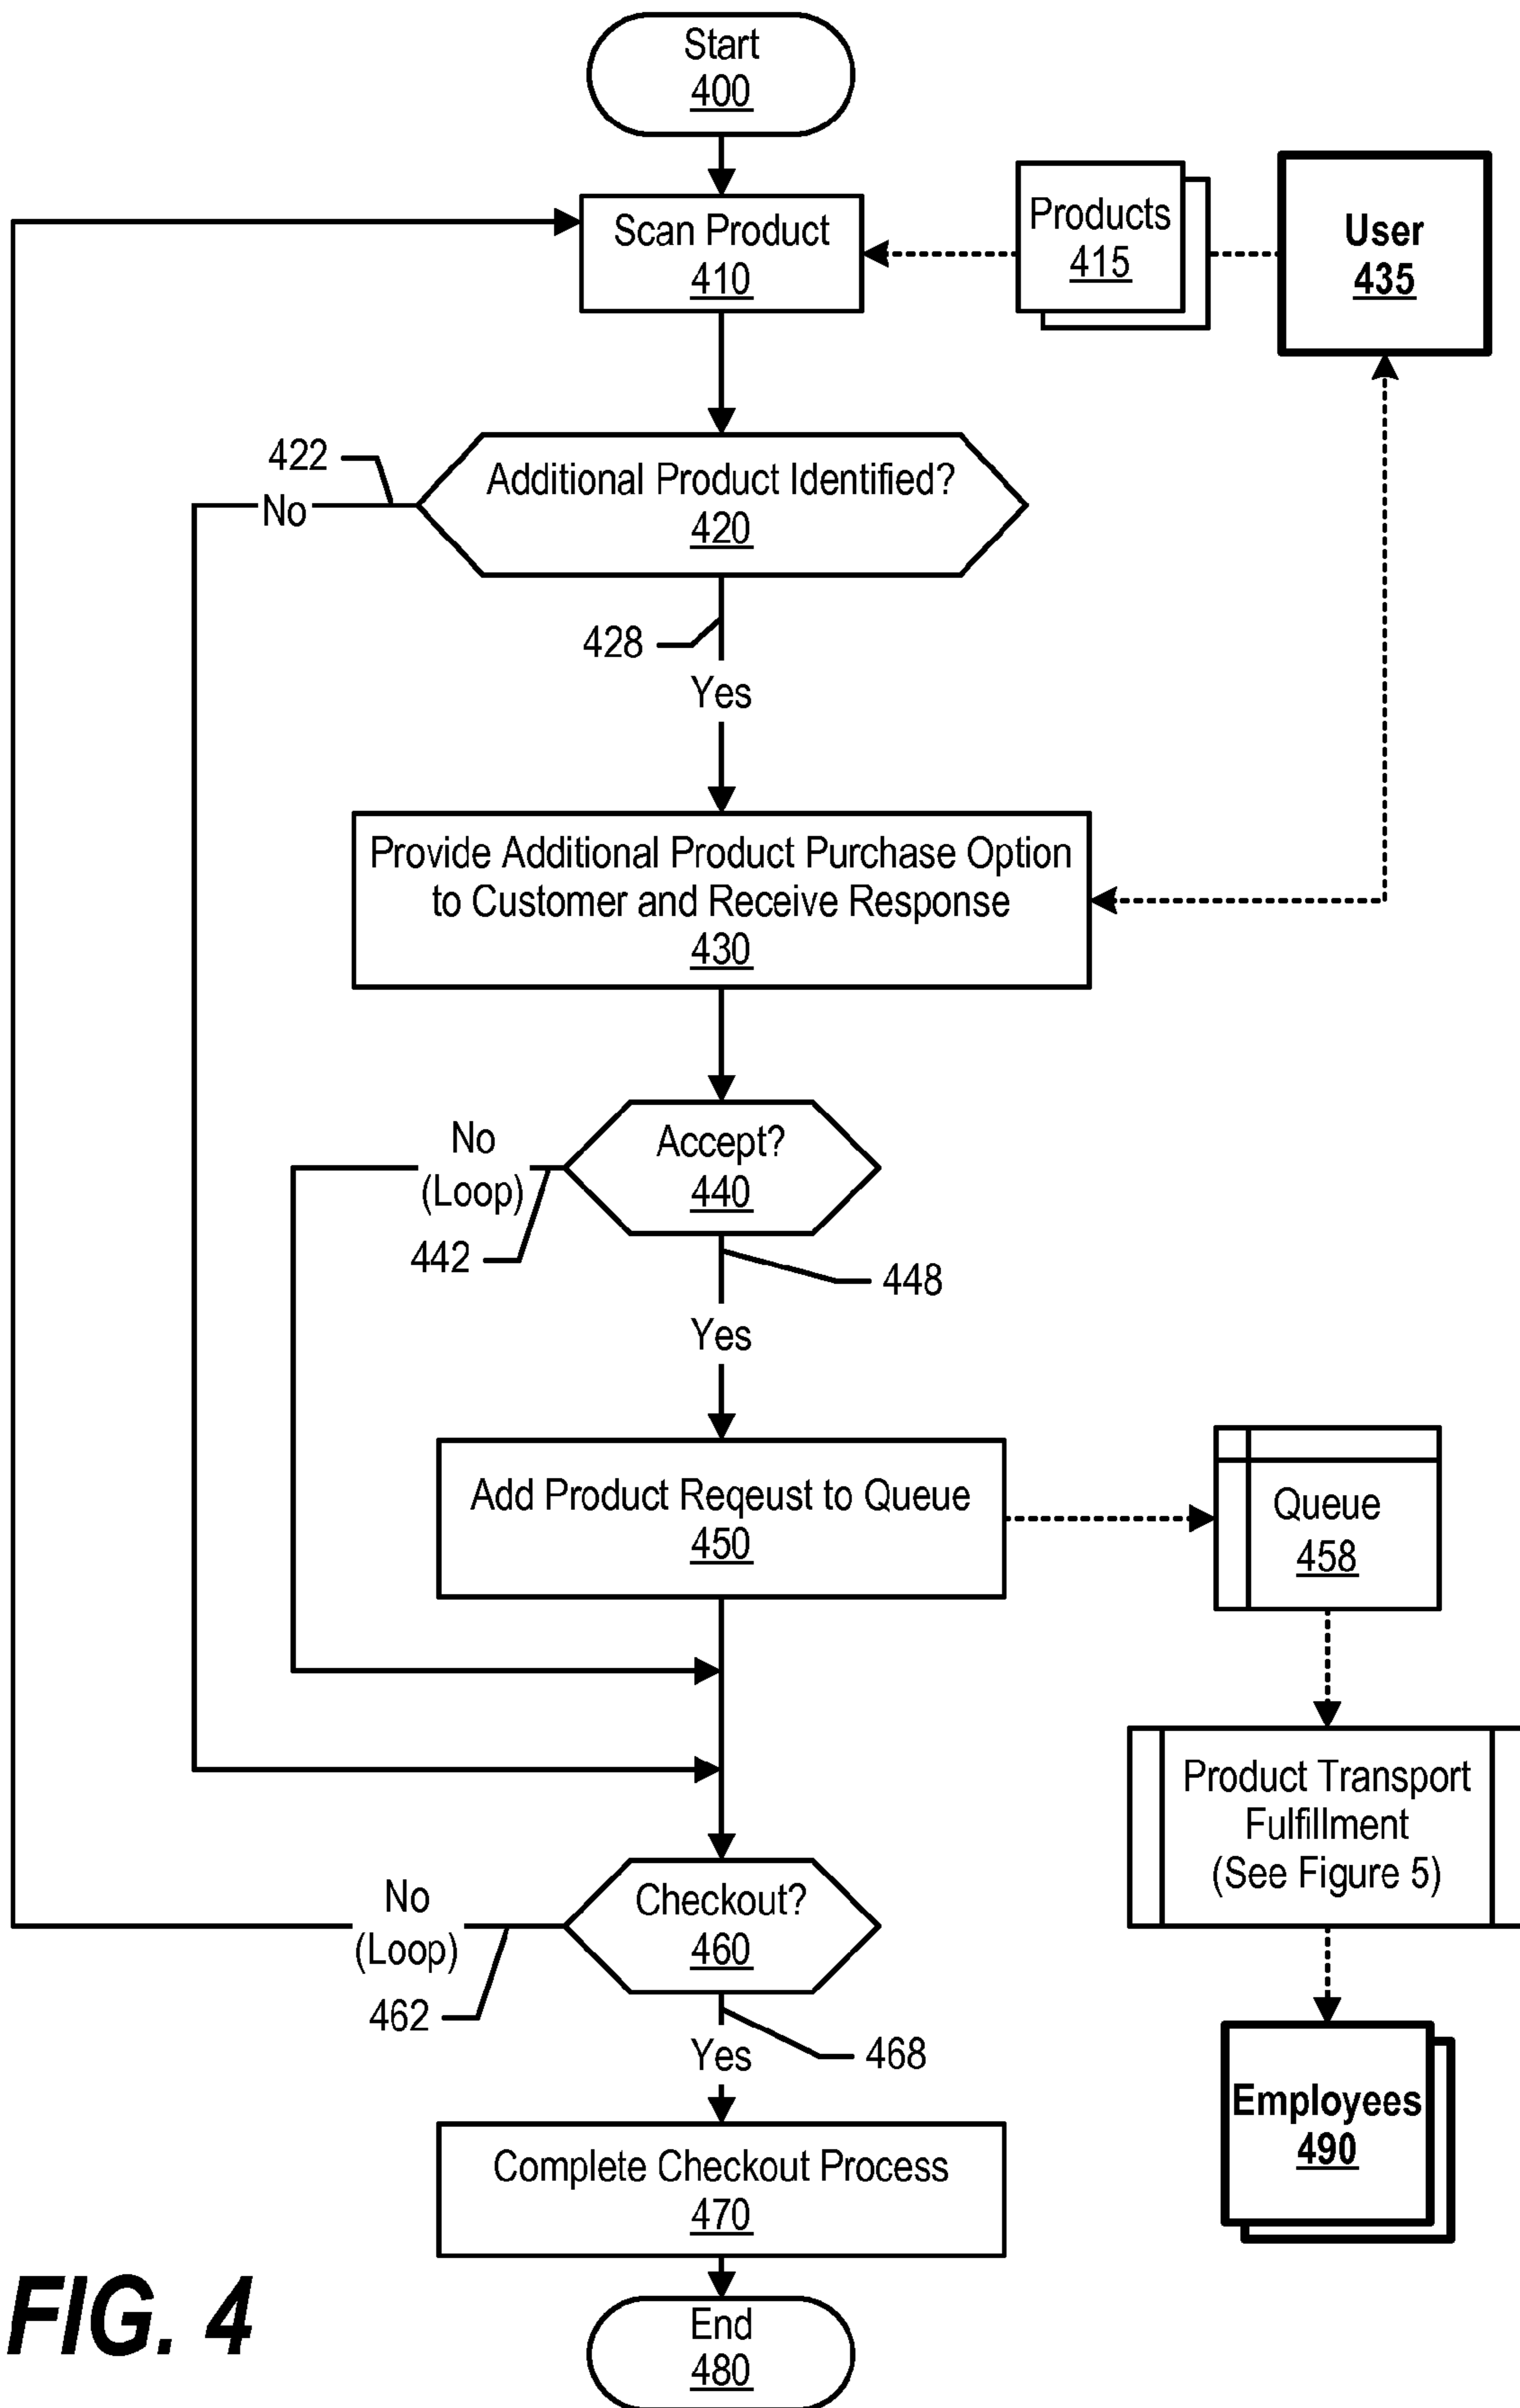 Start
400
Scan Product
410
Products
415
User
435
422
No
Additional Product Identified?
420
428
Yes
Provide Additional Product Purchase Option
to Customer and Receive Response
430
No
(Loop)
442
Accept?
440
448
Yes
Add Product Reqeust to Queue
450
Queue
458
Product Transport
Fulfillment
(See Figure 5)
No
(Loop)
462
Checkout?
460
468
Yes
Employees
490
Complete Checkout Process
470
End
480
FIG. 4